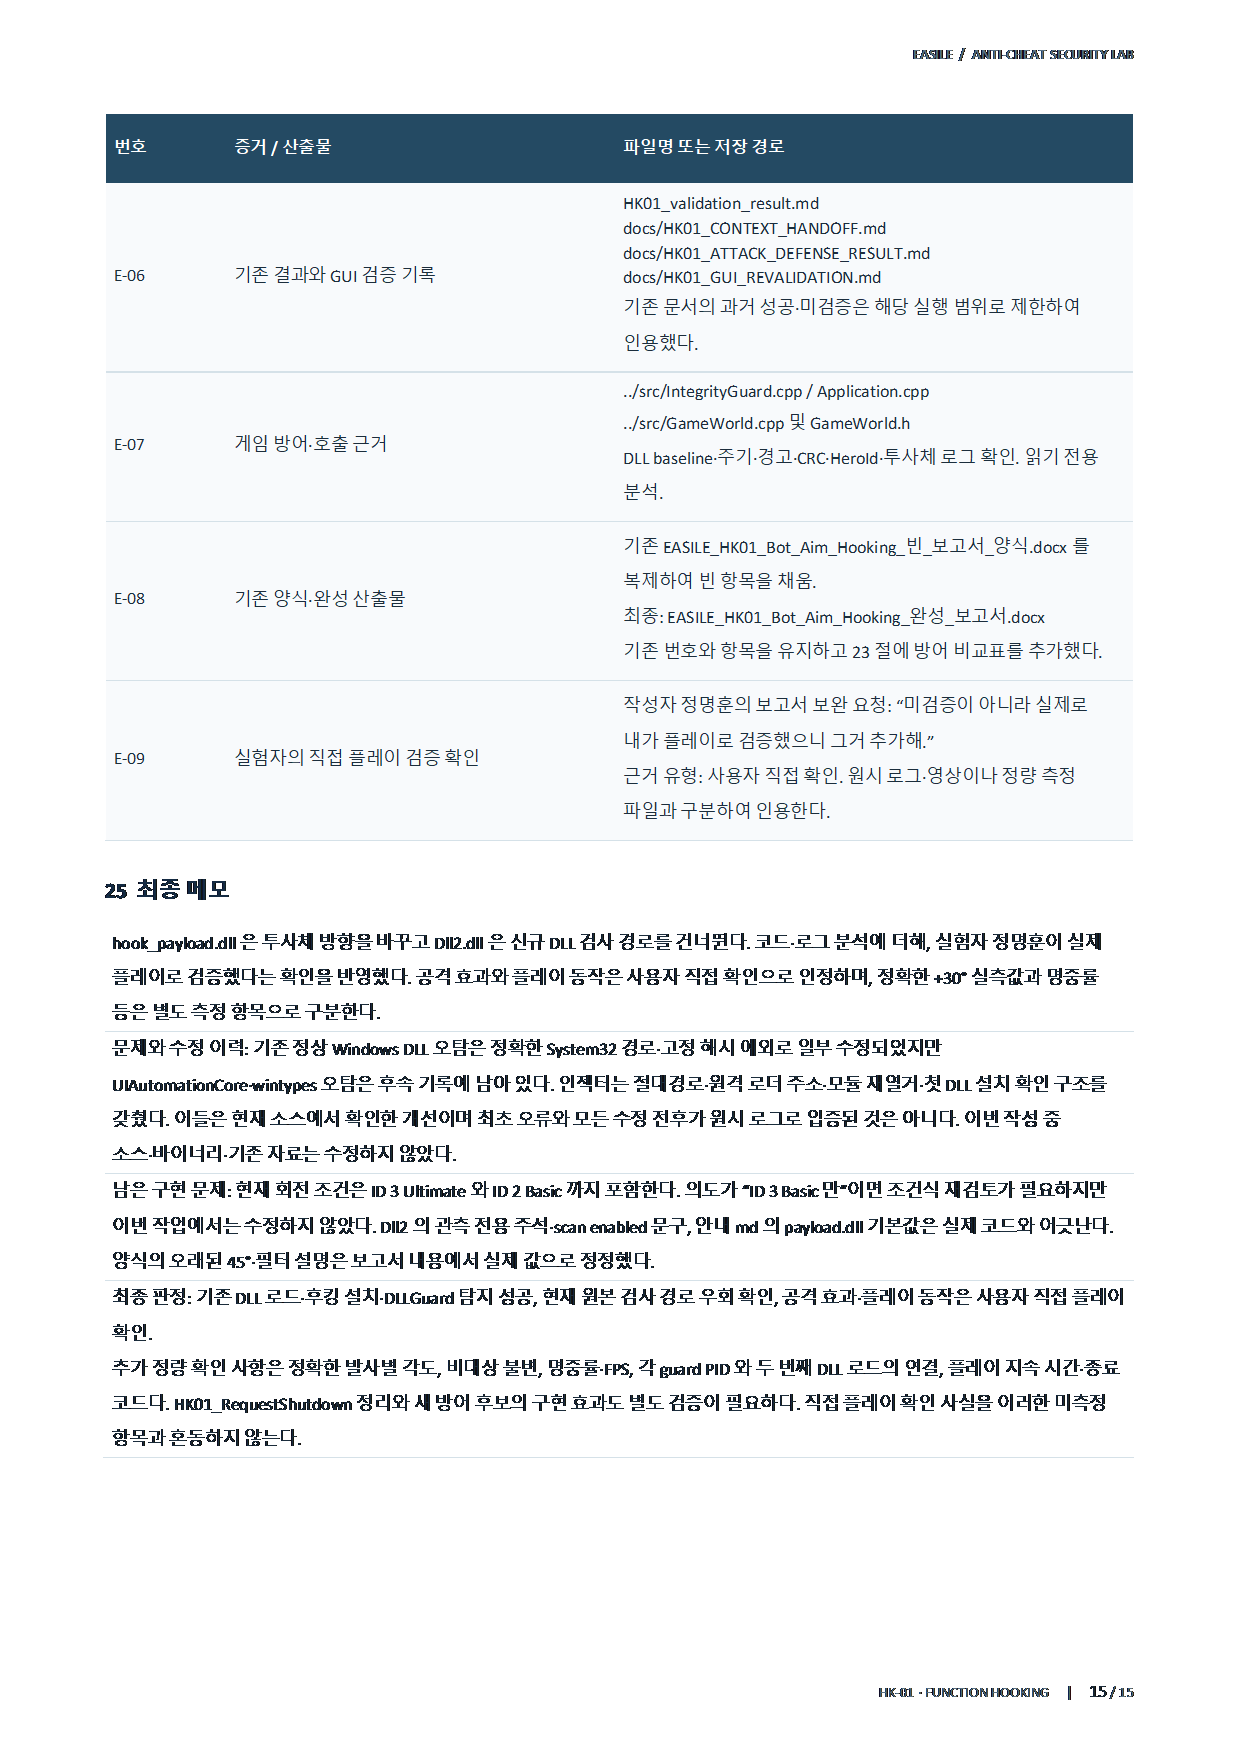 EASILE / ANTI-CHEAT SECURITY LAB
번호 증거 / 산출물 파일명 또는 저장 경로
HK01_validation_result.md
docs/HK01_CONTEXT_HANDOFF.md
docs/HK01_ATTACK_DEFENSE_RESULT.md
E-06 기존 결과와 GUI 검증 기록 docs/HK01_GUI_REVALIDATION.md
기존 문서의 과거 성공·미검증은 해당 실행 범위로 제한하여
인용했다.
../src/IntegrityGuard.cpp / Application.cpp
../src/GameWorld.cpp 및 GameWorld.h
E-07 게임 방어·호출 근거
DLL baseline·주기·경고·CRC·HeroId·투사체 로그 확인. 읽기 전용
분석.
기존 EASILE_HK01_Bot_Aim_Hooking_빈_보고서_양식.docx 를
복제하여 빈 항목을 채움.
E-08 기존 양식·완성 산출물
최종: EASILE_HK01_Bot_Aim_Hooking_완성_보고서.docx
기존 번호와 항목을 유지하고 23 절에 방어 비교표를 추가했다.
작성자 정명훈의 보고서 보완 요청: “미검증이 아니라 실제로
내가 플레이로 검증했으니 그거 추가해.”
E-09 실험자의 직접 플레이 검증 확인
근거 유형: 사용자 직접 확인. 원시 로그·영상이나 정량 측정
파일과 구분하여 인용한다.
25 최종 메모
hook_payload.dll 은 투사체 방향을 바꾸고 Dll2.dll 은 신규 DLL 검사 경로를 건너뛴다. 코드·로그 분석에 더해, 실험자 정명훈이 실제
플레이로 검증했다는 확인을 반영했다. 공격 효과와 플레이 동작은 사용자 직접 확인으로 인정하며, 정확한 +30° 실측값과 명중률
등은 별도 측정 항목으로 구분한다.
문제와 수정 이력: 기존 정상 Windows DLL 오탐은 정확한 System32 경로·고정 해시 예외로 일부 수정되었지만
UIAutomationCore·wintypes 오탐은 후속 기록에 남아 있다. 인젝터는 절대경로·원격 로더 주소·모듈 재열거·첫 DLL 설치 확인 구조를
갖췄다. 이들은 현재 소스에서 확인한 개선이며 최초 오류와 모든 수정 전후가 원시 로그로 입증된 것은 아니다. 이번 작성 중
소스·바이너리·기존 자료는 수정하지 않았다.
남은 구현 문제: 현재 회전 조건은 ID 3 Ultimate 와 ID 2 Basic 까지 포함한다. 의도가 “ID 3 Basic 만”이면 조건식 재검토가 필요하지만
이번 작업에서는 수정하지 않았다. Dll2 의 관측 전용 주석·scan enabled 문구, 안내 md 의 payload.dll 기본값은 실제 코드와 어긋난다.
양식의 오래된 45°·필터 설명은 보고서 내용에서 실제 값으로 정정했다.
최종 판정: 기존 DLL 로드·후킹 설치·DLLGuard 탐지 성공, 현재 원본 검사 경로 우회 확인, 공격 효과·플레이 동작은 사용자 직접 플레이
확인.
추가 정량 확인 사항은 정확한 발사별 각도, 비대상 불변, 명중률·FPS, 각 guard PID 와 두 번째 DLL 로드의 연결, 플레이 지속 시간·종료
코드다. HK01_RequestShutdown 정리와 새 방어 후보의 구현 효과도 별도 검증이 필요하다. 직접 플레이 확인 사실을 이러한 미측정
항목과 혼동하지 않는다.
HK-01 · FUNCTION HOOKING | 15 / 15